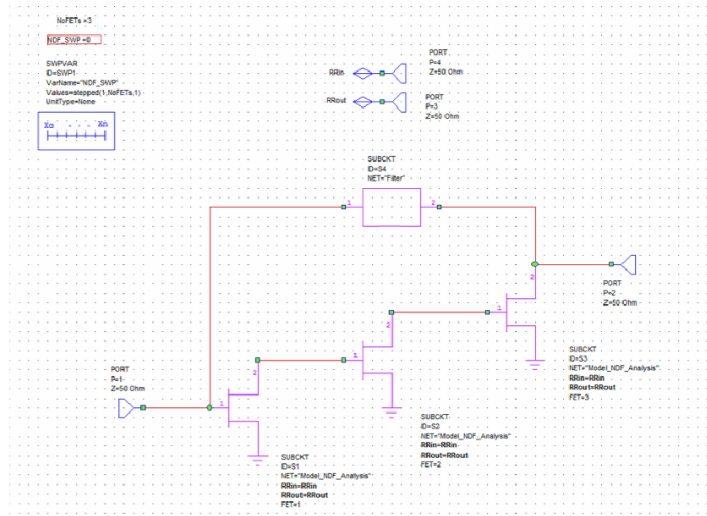 NoFETs =3
NDF_SWP =0
SWPVAR
ID=SWP1
VarName="NDF_SWP"
Values=stepped(1,NoFETs,1)
UnitType=None
Xo . . . Xn
RRin
PORT
P=4
Z=50 Ohm
RRout
PORT
P=3
Z=50 Ohm
SUBCKT
ID=S4
NET="Filter"
1
2
2
PORT
P=2
Z=50 Ohm
1
2
1
SUBCKT
ID=S3
NET="Model_NDF_Analysis"
RRin=RRin
RRout=RRout
FET=3
2
PORT
P=1
Z=50 Ohm
1
SUBCKT
ID=S2
NET="Model_NDF_Analysis"
RRin=RRin
RRout=RRout
FET=2
SUBCKT
ID=S1
NET="Model_NDF_Analysis"
RRin=RRin
RRout=RRout
FET=1